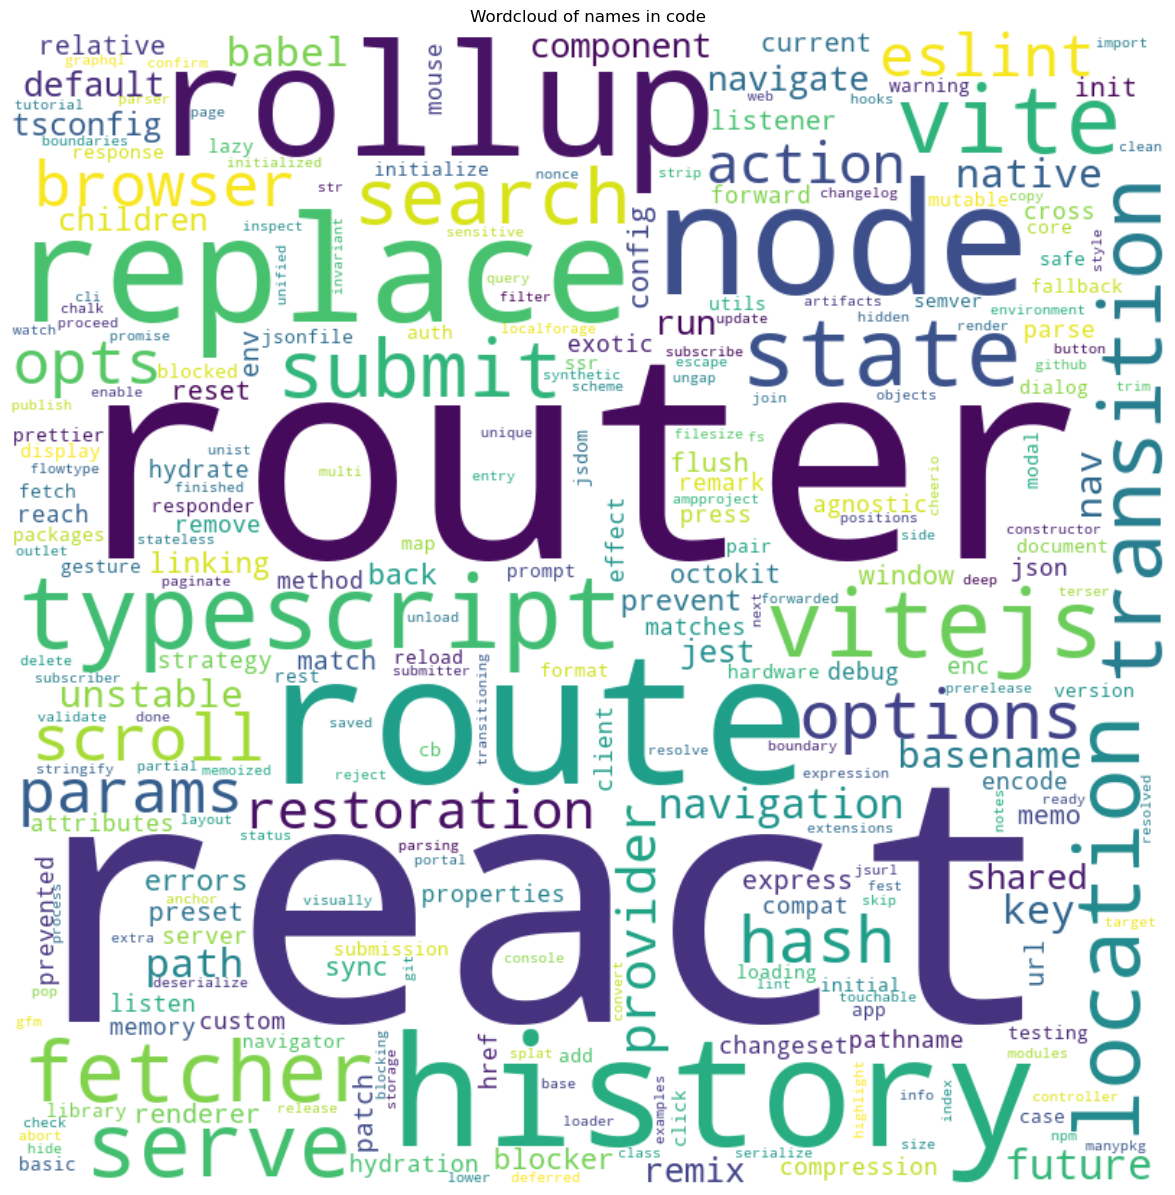 Wordcloud of names in code
relative
graphql
confirm
babel
rollup
mouse
component
current
navigate
eslint
import
default
tutorial
parser
page
tsconfig
boundaries
response
lazy
initialized
web
hooks
warning
init
listener
vite
clean
browser
str
initialize
nonce
strip
action
native
search
forward
changelog
mutable
copy
children
inspect
sensitive
cross
core
replace
unified
invariant
config
node
safe
style
query
filter
fallback
cli
chalk
proceed
watch
promise
jsonfile
env
auth
localforage
utils
artifacts
semver
environment
hidden
render
run
update
exotic
subscribe
parse
button
opts
blocked
submit
ssr
synthetic
scheme
escape
ungap
state
github
dialog
trim
transition
publish
enable
reset
join
objects
prettier
display
flowtype
unist
hydrate
finished
router
unique
multi
entry
jsdom
filesize
fs
flush
remark
cheerio
modal
nav
fetch
reach
responder
remove
ampproject
press
agnostic
positions
packages
outlet
stateless
gesture
linking
paginate
map
effect
pair
side
constructor
document
method
back
prompt
octokit
window
deep
json
typescript
unload
prevent
matches
next
forwarded
vitejs
terser
delete
subscriber
strategy
match
rest
reload
submitter
format
jest
hardware
debug
enc
prerelease
version
unstable
validate
done
saved
transitioning
route
options
scroll
cb
client
resolve
boundary
basename
stringify
partial
memoized
reject
expression
encode
params
restoration
navigation
ready
memo
notes
resolved
location
attributes
layout
status
parsing
portal
extensions
prevented
process
errors
anchor
preset
extra
server
react
visually
properties
provider
express
jsurl
fest
skip
compat
shared
key
target
submission
console
hash
path
deserialize
sync
git
convert
loading
lint
initial
touchable
app
url
pop
listen
gfm
memory
custom
navigator
href
changeset
pathname
testing
fetcher
blocking
storage
history
splat
add
modules
base
library
renderer
release
patch
loader
examples
click
highlight
info
index
controller
case
check
abort
hide
basic
serve
hydration
lower
blocker
deferred
class
remix
serialize
compression
size
npm
manypkg
future